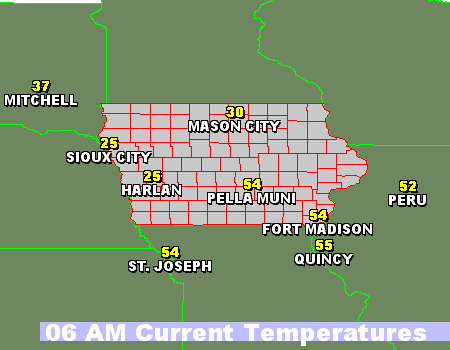 37
MITCHELL
30
MASON CITY
25
SIOUX CITY
25
HARLAN
54
PELLA MUNI
52
PERU
54
FORT MADISON
54
ST. JOSEPH
55
QUINCY
06 AM Current Temperatures